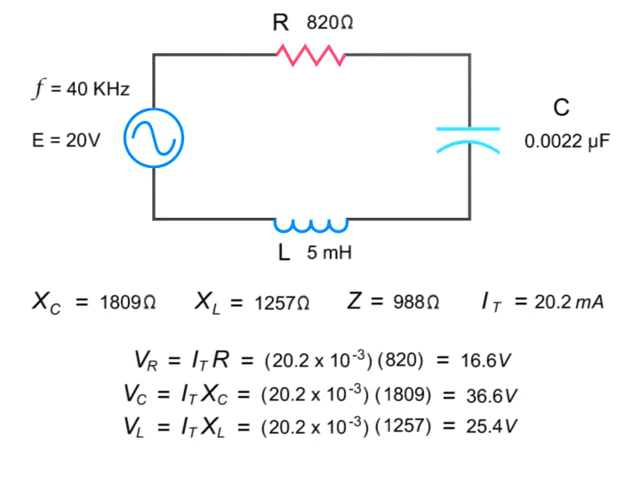 R 820Ω
f = 40 KHz
E = 20V
C
0.0022 µF
L 5 mH
X_C = 1809Ω X_L = 1257Ω Z = 988Ω I_T = 20.2 mA
V_R = I_T R = (20.2 x 10⁻³) (820) = 16.6V
V_C = I_T X_C = (20.2 x 10⁻³) (1809) = 36.6V
V_L = I_T X_L = (20.2 x 10⁻³) (1257) = 25.4V